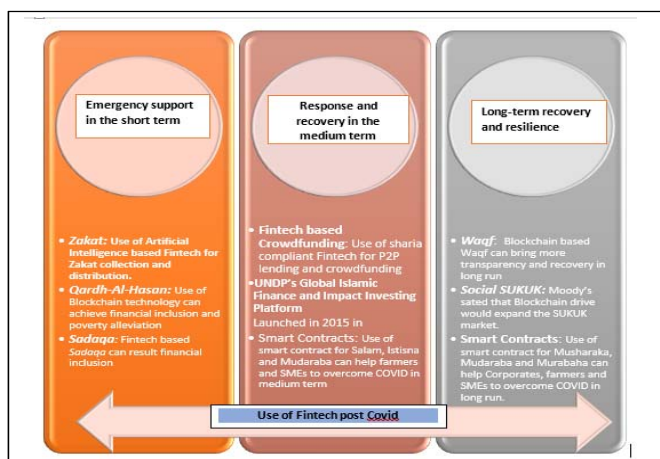 Emergency support
in the short term
• Zakat: Use of Artificial
Intelligence based Fintech for
Zakat collection and
distribution.
• Qardh-Al-Hasan: Use of
Blockchain technology can
achieve financial inclusion and
poverty alleviation
• Sadaqa: Fintech based
Sadaqa can result financial
inclusion
Response and
recovery in the
medium term
• Fintech based
Crowdfunding: Use of sharia
compliant Fintech for P2P
lending and crowdfunding
•UNDP's Global Islamic
Finance and Impact Investing
Platform
Launched in 2015 in
• Smart Contracts: Use of
smart contract for Salam, Istisna
and Mudaraba can help farmers
and SMEs to overcome COVID in
medium term
Long-term recovery
and resilience
• Waqf: Blockchain based
Waqf can bring more
transparency and recovery in
long run
• Social SUKUK: Moody's
sated that Blockchain drive
would expand the SUKUK
market.
• Smart Contracts: Use of
smart contract for Musharaka,
Mudaraba and Murabaha can
help Corporates, farmers and
SMEs to overcome COVID in
long run.
Use of Fintech post Covid